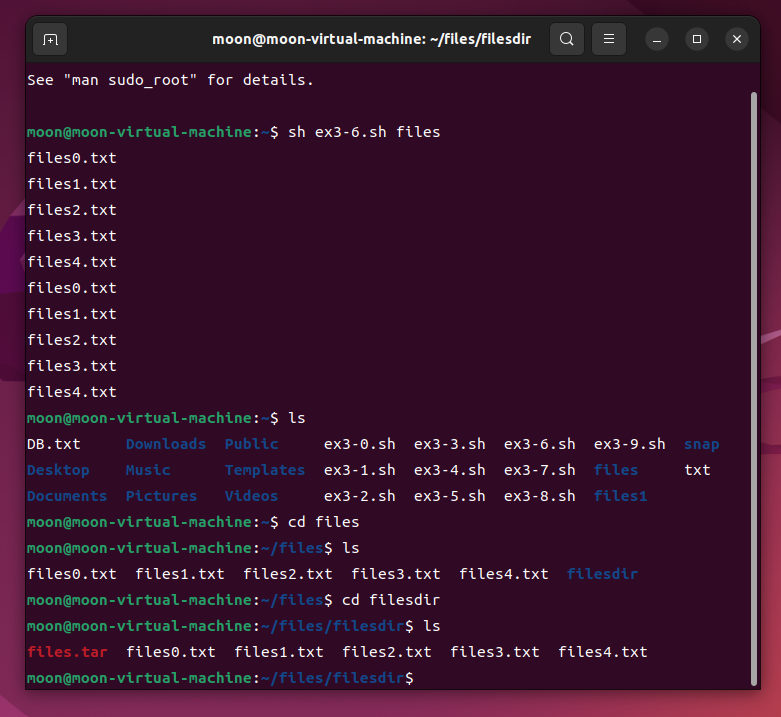 moon@moon-virtual-machine: ~/files/filesdir
See "man sudo_root" for details.
moon@moon-virtual-machine:~$ sh ex3-6.sh files
files0.txt
files1.txt
files2.txt
files3.txt
files4.txt
files0.txt
files1.txt
files2.txt
files3.txt
files4.txt
moon@moon-virtual-machine:~$ ls
DB.txt     Downloads  Public     ex3-0.sh  ex3-3.sh  ex3-6.sh  ex3-9.sh  snap
Desktop    Music      Templates  ex3-1.sh  ex3-4.sh  ex3-7.sh  files     txt
Documents  Pictures   Videos     ex3-2.sh  ex3-5.sh  ex3-8.sh  files1
moon@moon-virtual-machine:~$ cd files
moon@moon-virtual-machine:~/files$ ls
files0.txt  files1.txt  files2.txt  files3.txt  files4.txt  filesdir
moon@moon-virtual-machine:~/files$ cd filesdir
moon@moon-virtual-machine:~/files/filesdir$ ls
files.tar  files0.txt  files1.txt  files2.txt  files3.txt  files4.txt
moon@moon-virtual-machine:~/files/filesdir$